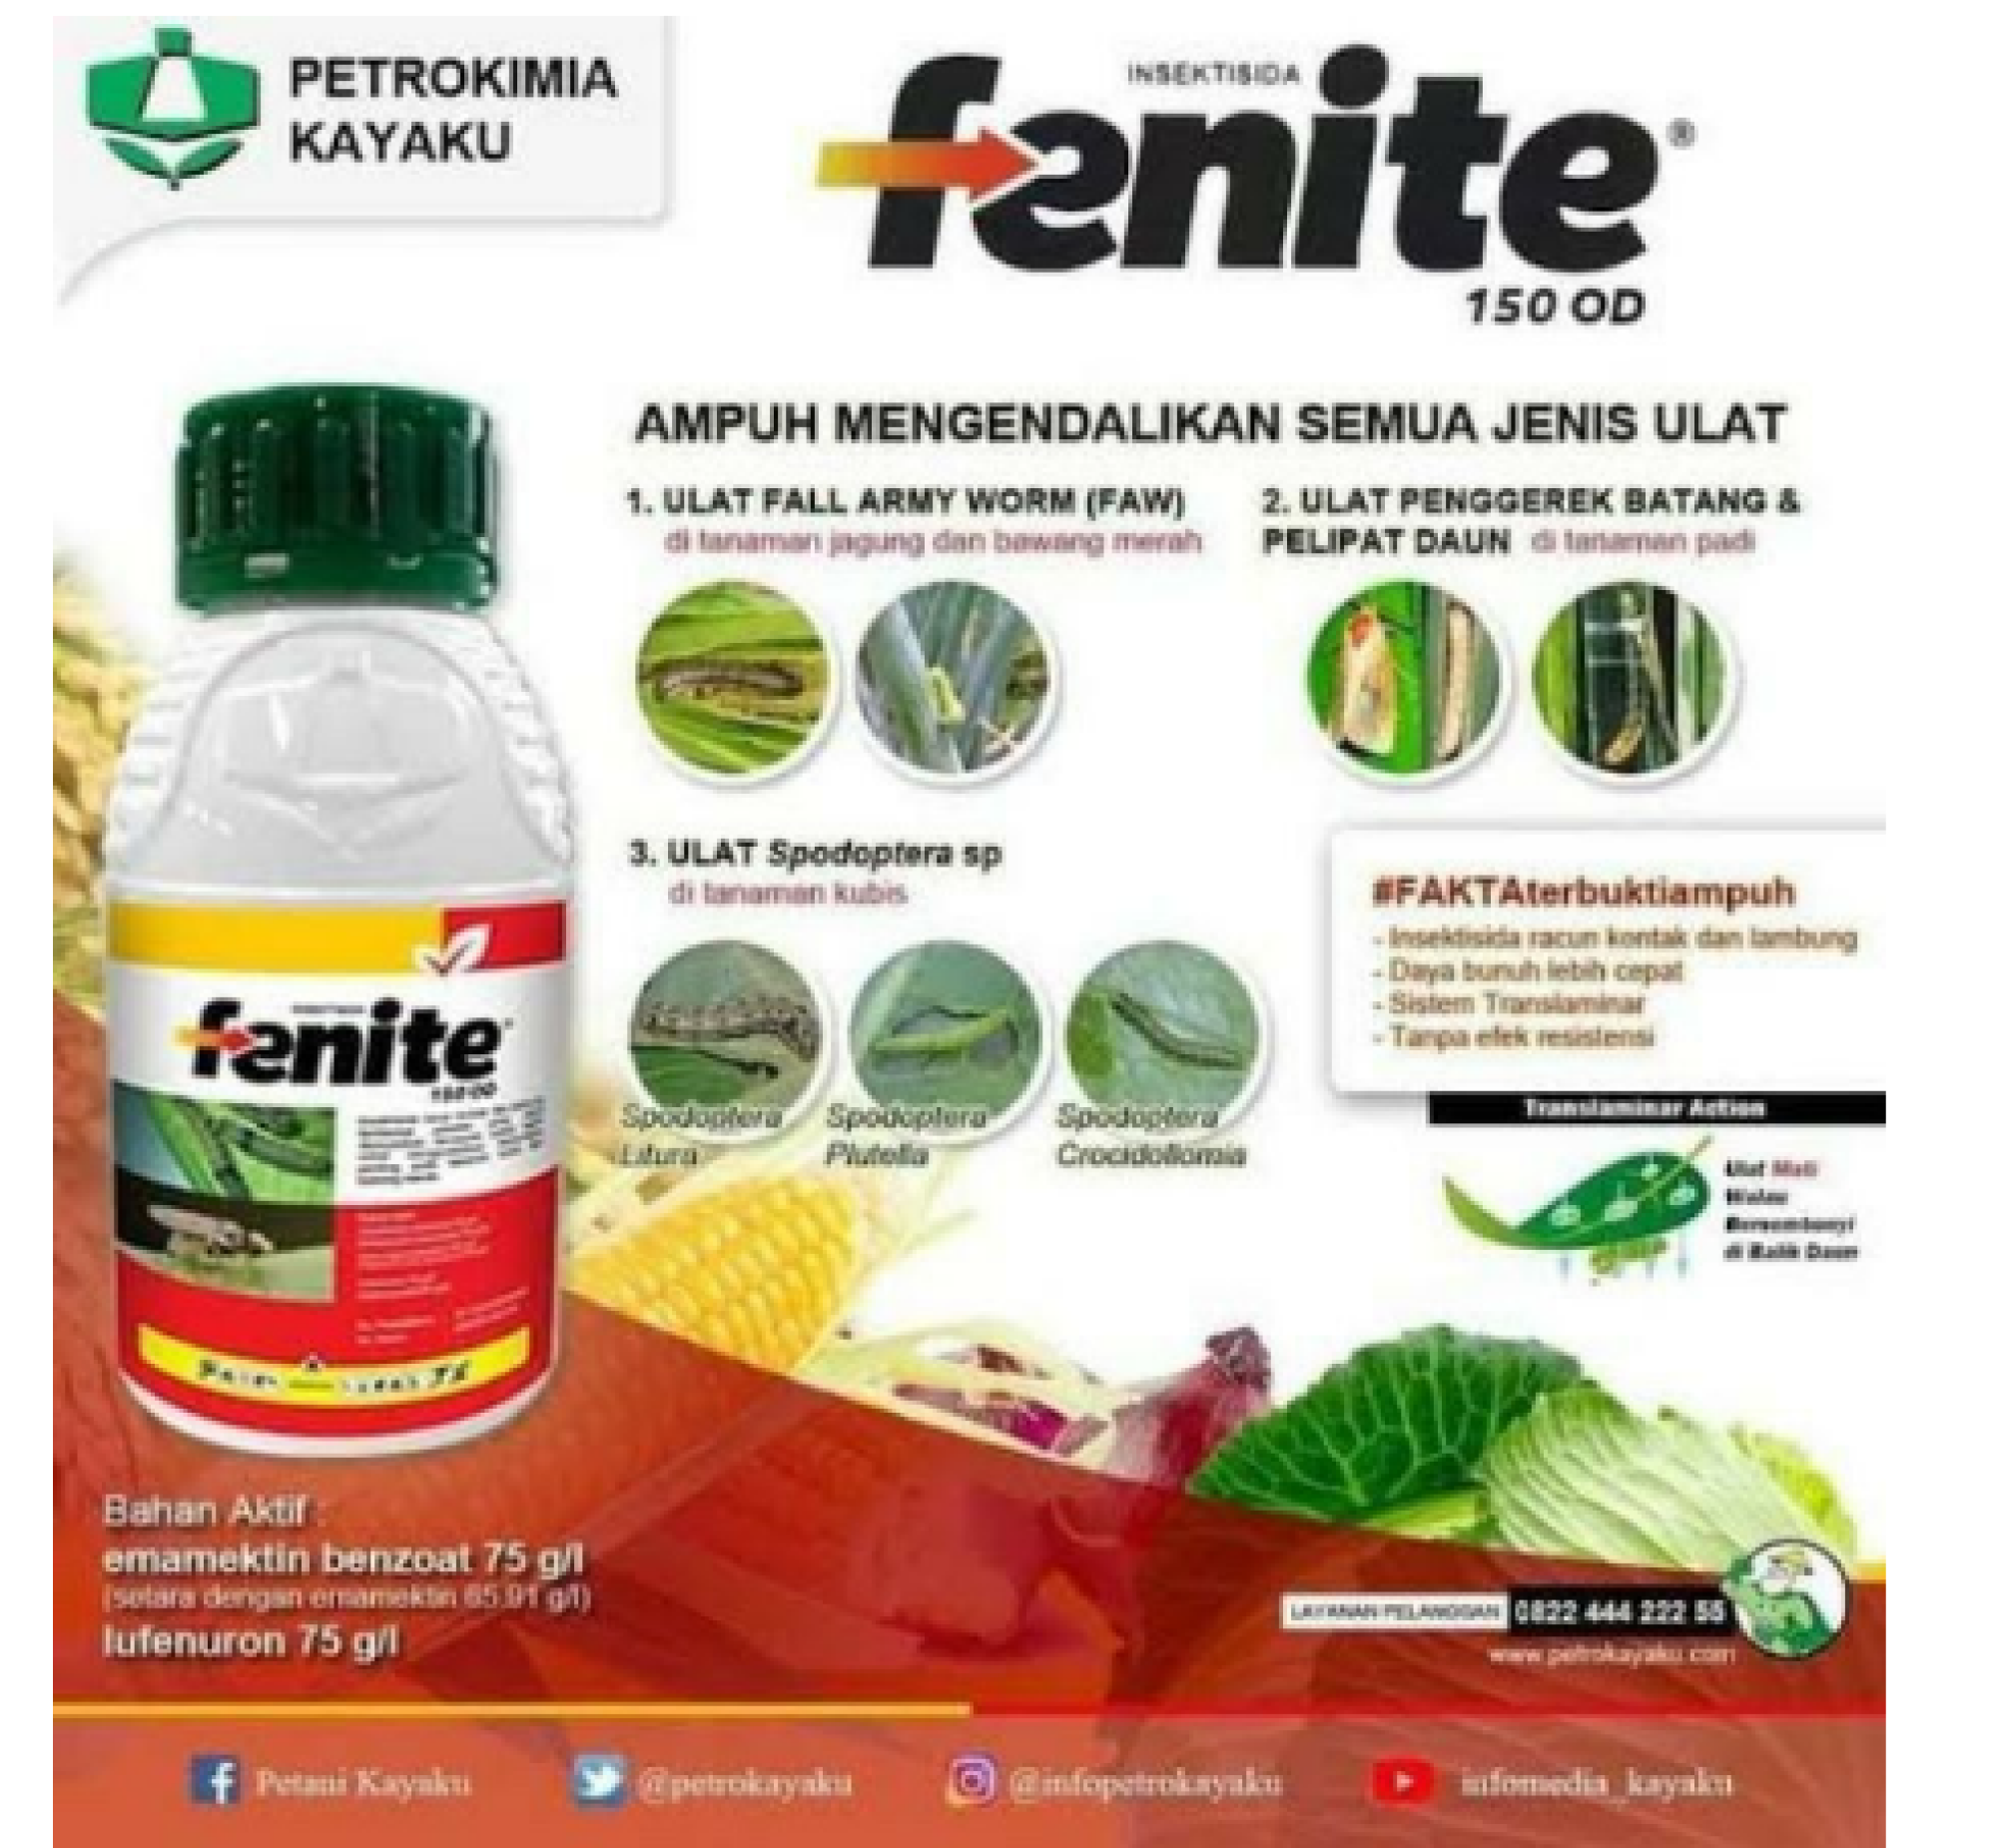 PETROKIMIA
KAYAKU
INSEKTISIDA
fenite®
150 OD
AMPUH MENGENDALIKAN SEMUA JENIS ULAT
1. ULAT FALL ARMY WORM (FAW)
di tanaman jagung dan bawang merah
2. ULAT PENGGEREK BATANG &
PELIPAT DAUN di tanaman padi
3. ULAT Spodoptera sp
di tanaman kubis
Spodoptera
Litura
Spodoptera
Plutella
Spodoptera
Crocidollomia
#FAKTAterbuktiampuh
- Insektisida racun kontak dan lambung
- Daya bunuh lebih cepat
- Sistem Translaminar
- Tanpa efek resistensi
Translaminar Action
Ulat Mati
Walau
Bersembunyi
di Balik Daun
fenite
150 OD
Bahan Aktif :
emamektin benzoat 75 g/l
(setara dengan emamektin 65.91 g/l)
lufenuron 75 g/l
LAYANAN PELANGGAN 0822 444 222 55
www.petrokayaku.com
Petani Kayaku
@petrokayaku
@infopetrokayaku
infomedia_kayaku